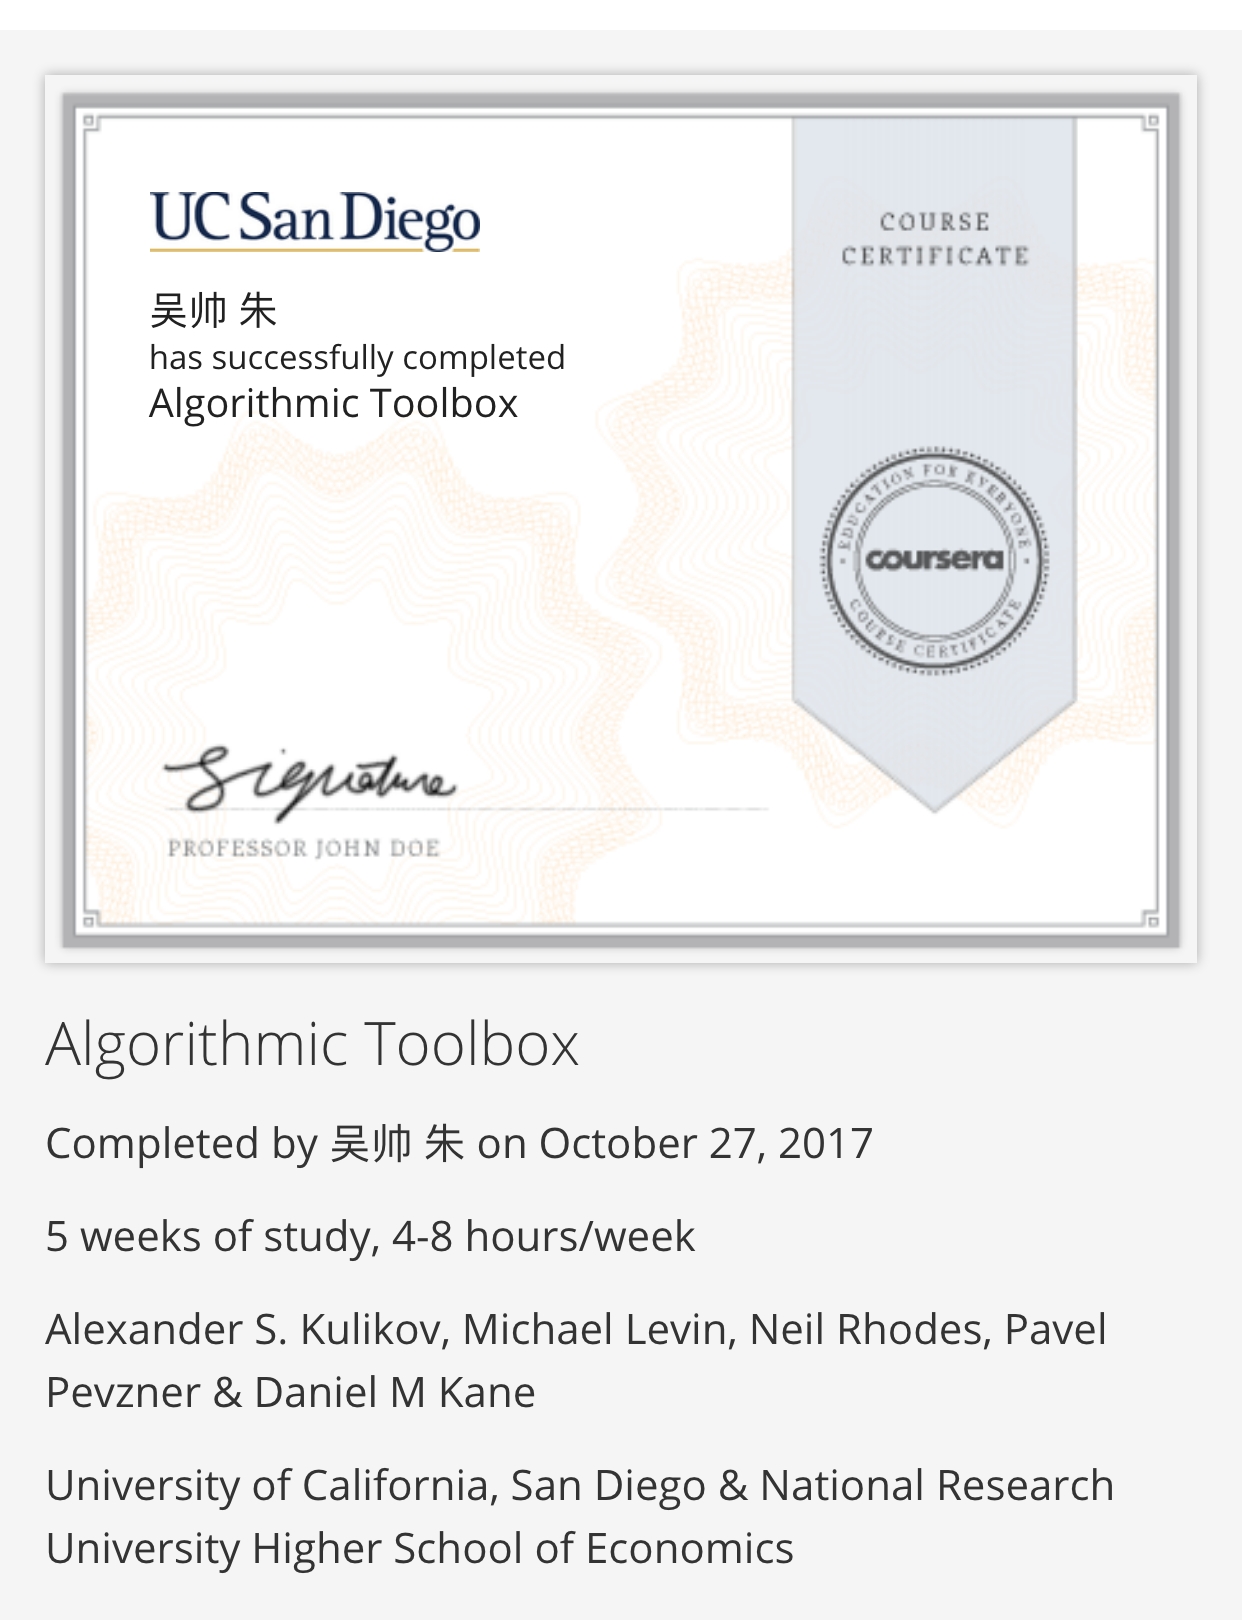 UC San Diego
吴帅 朱
has successfully completed
Algorithmic Toolbox
COURSE
CERTIFICATE
EDUCATION FOR EVERYONE
coursera
COURSE CERTIFICATE
Signature
PROFESSOR JOHN DOE
Algorithmic Toolbox
Completed by 吴帅 朱 on October 27, 2017
5 weeks of study, 4-8 hours/week
Alexander S. Kulikov, Michael Levin, Neil Rhodes, Pavel
Pevzner & Daniel M Kane
University of California, San Diego & National Research
University Higher School of Economics